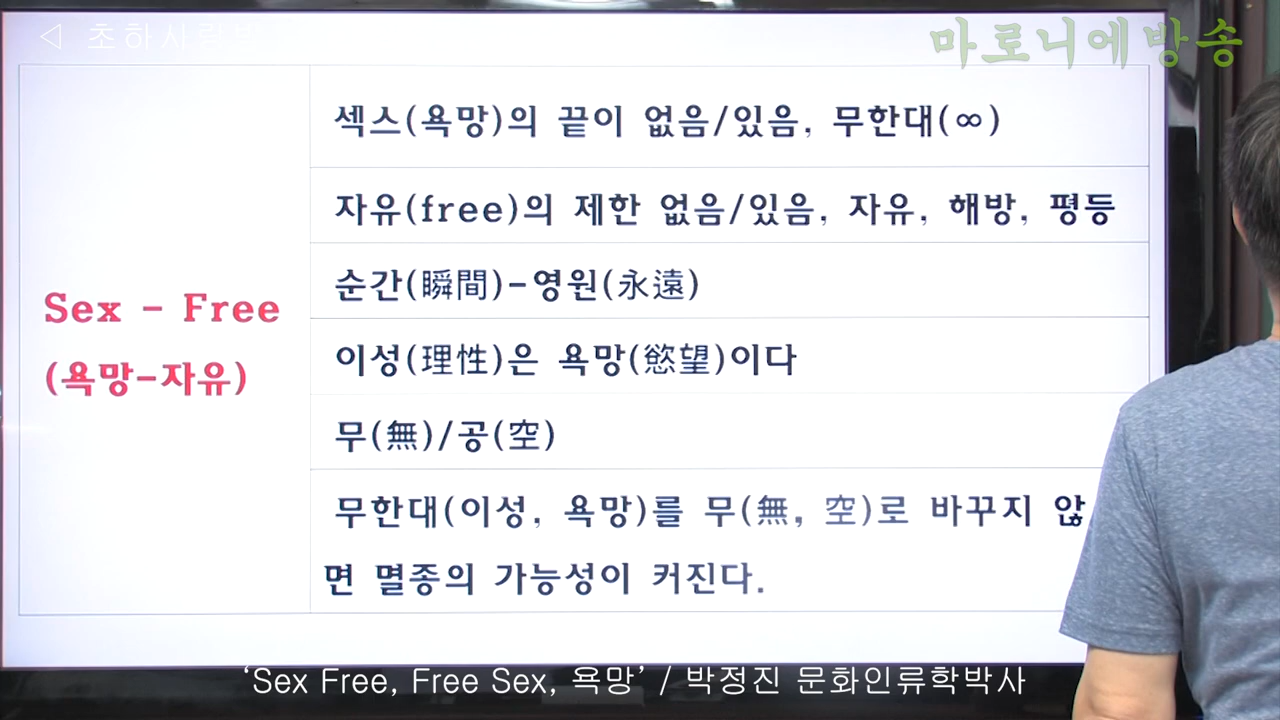 ◁ 초하사랑방
마로니에방송
섹스(욕망)의 끝이 없음/있음, 무한대(∞)
자유(free)의 제한 없음/있음, 자유, 해방, 평등
순간(瞬間)-영원(永遠)
Sex - Free
(욕망-자유)
이성(理性)은 욕망(慾望)이다
무(無)/공(空)
무한대(이성, 욕망)를 무(無, 空)로 바꾸지 않
면 멸종의 가능성이 커진다.
‘Sex Free, Free Sex, 욕망’ / 박정진 문화인류학박사